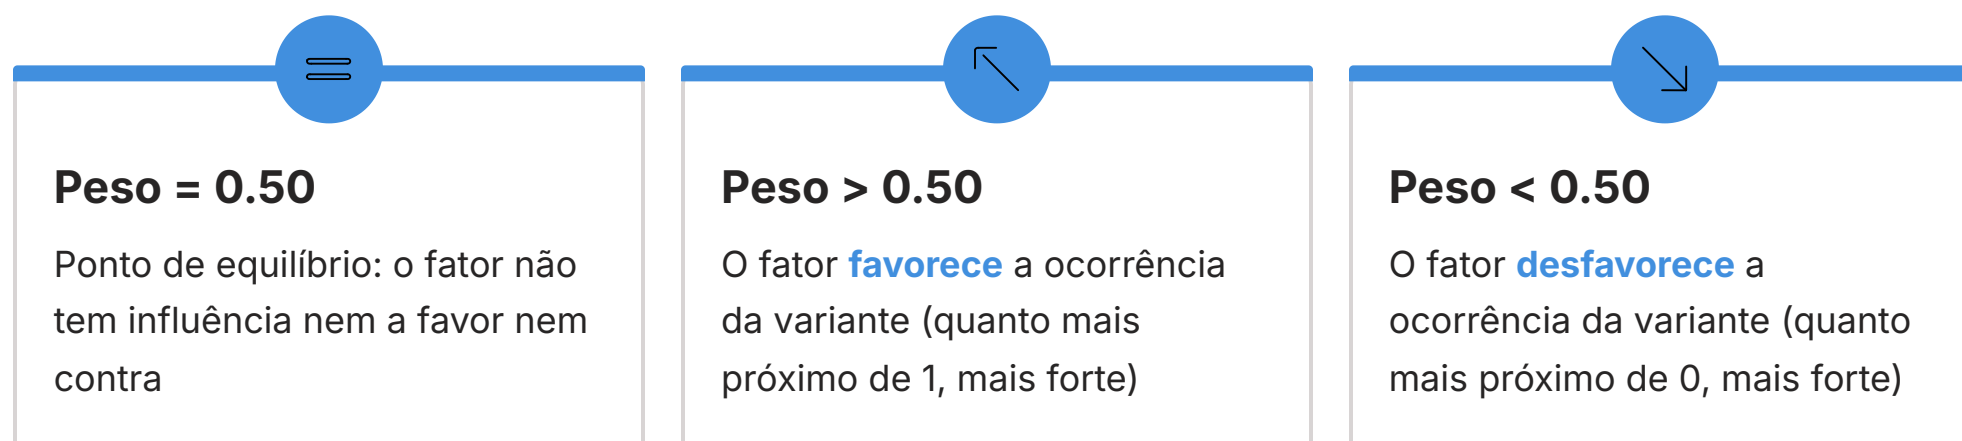 Peso = 0.50
Ponto de equilíbrio: o fator não
tem influência nem a favor nem
contra
Peso > 0.50
O fator favorece a ocorrência
da variante (quanto mais
próximo de 1, mais forte)
Peso < 0.50
O fator desfavorece a
ocorrência da variante (quanto
mais próximo de 0, mais forte)